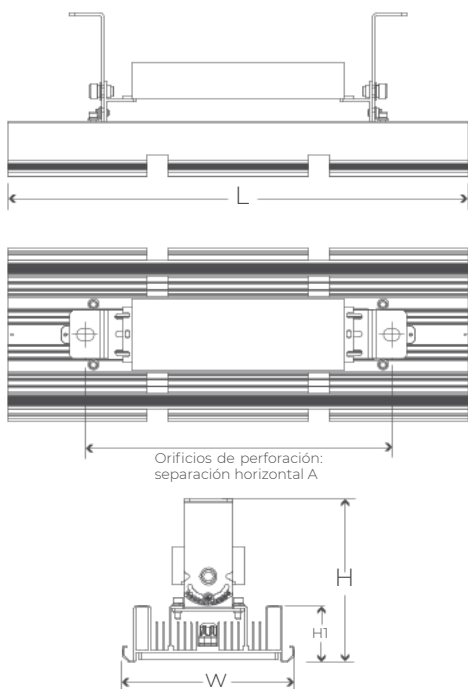 L
Orificios de perforación:
separación horizontal A
H
H1
W